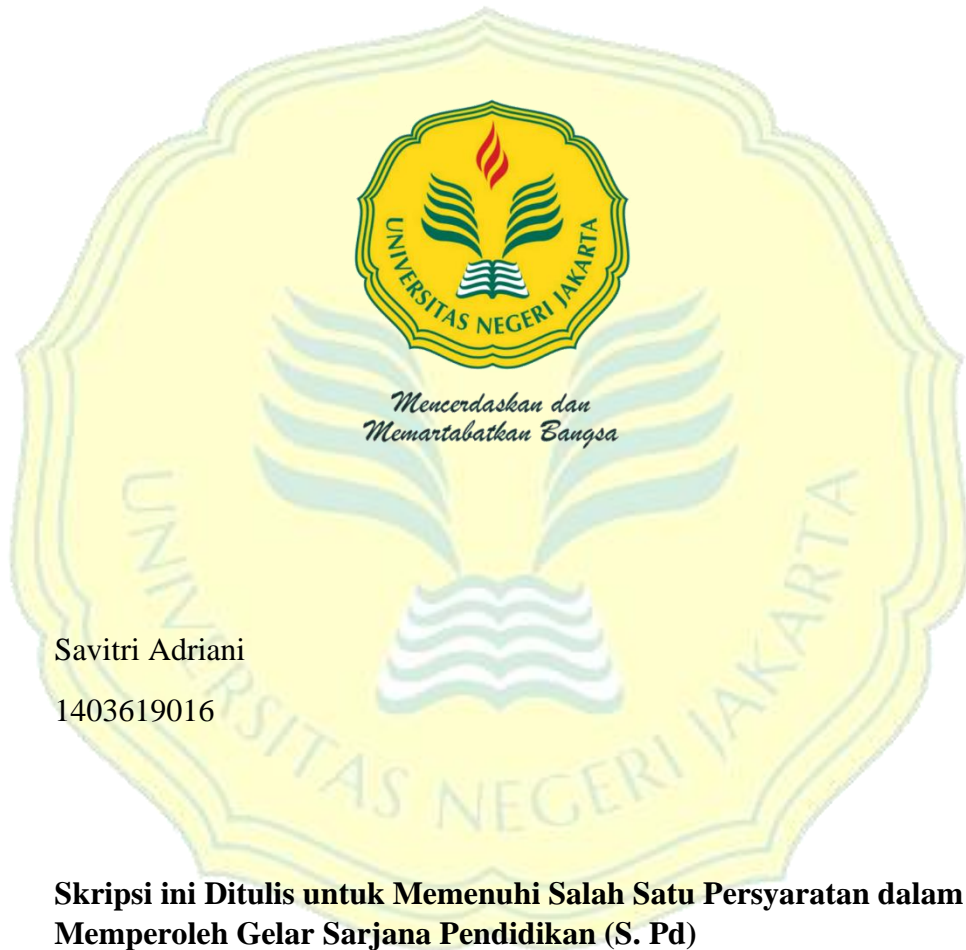 UNIVERSITAS NEGERI JAKARTA
Mencerdaskan dan
Memartabatkan Bangsa
UNIVERSITAS NEGERI JAKARTA
Savitri Adriani
1403619016
Skripsi ini Ditulis untuk Memenuhi Salah Satu Persyaratan dalam
Memperoleh Gelar Sarjana Pendidikan (S. Pd)